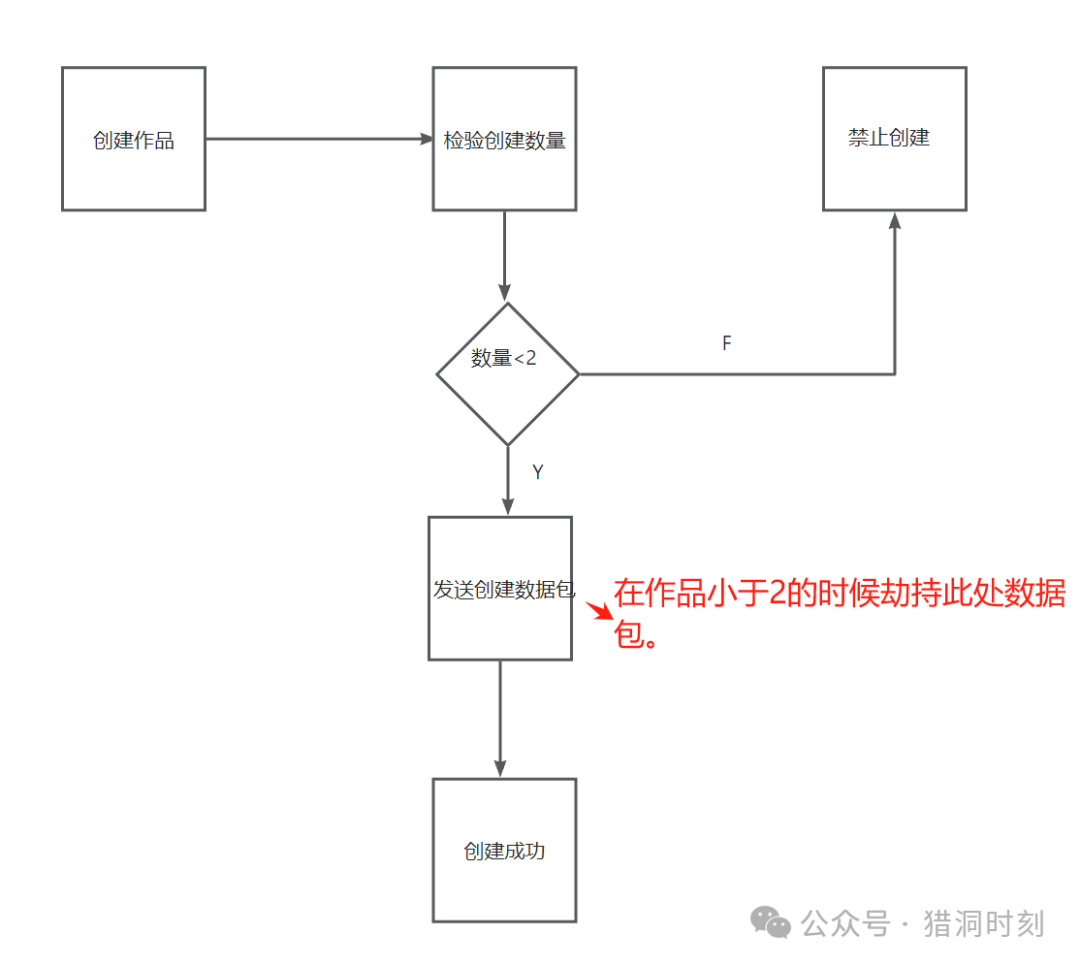 创建作品
检验创建数量
禁止创建
数量<2
F
Y
发送创建数据包
在作品小于2的时候劫持此处数据
包。
创建成功
公众号·猎洞时刻